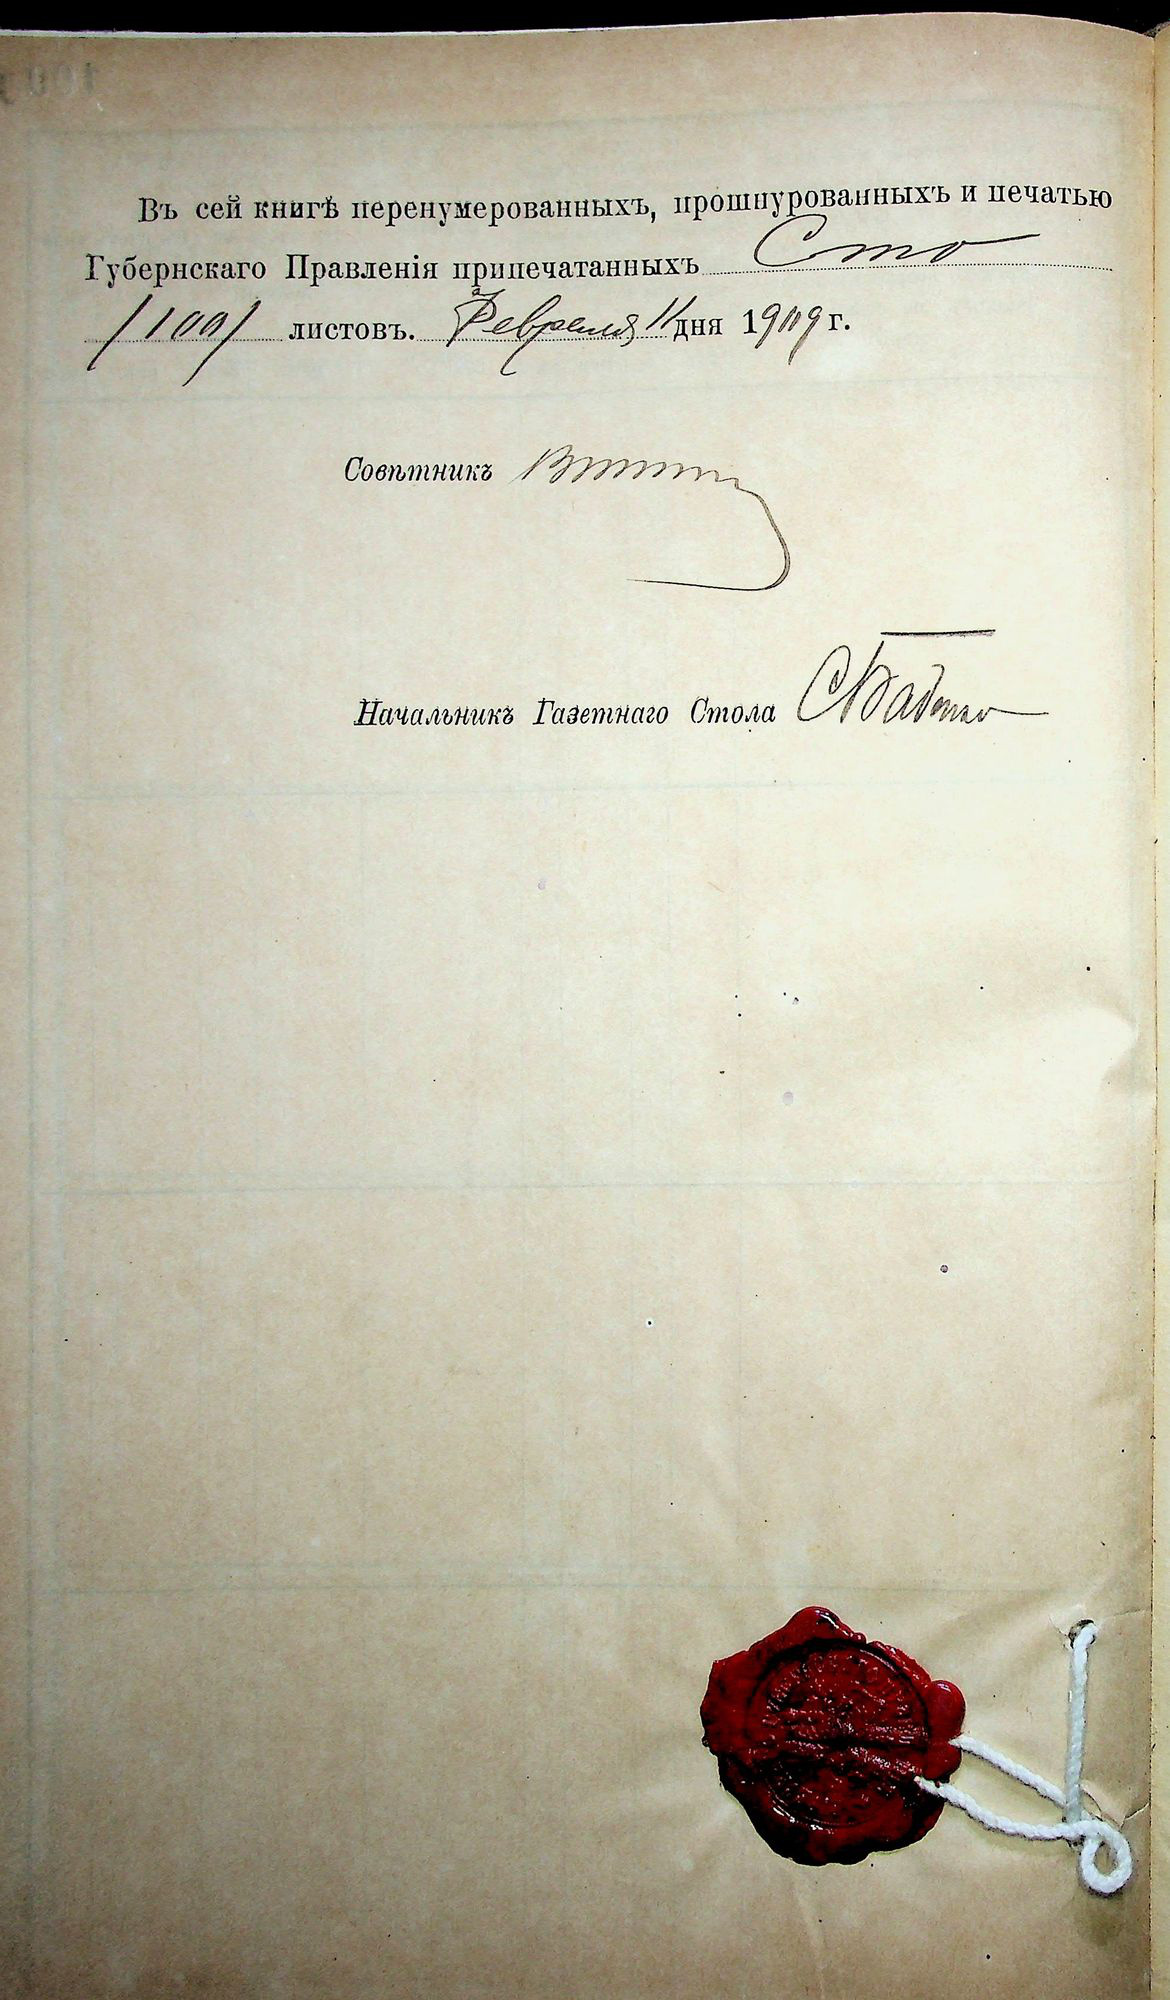 Въ сей книгѣ перенумерованныхъ, прошнурованныхъ и печатью
Губернскаго Правленія припечатанныхъ Сто
/100/ листовъ. Февраля 11 дня 1909 г.
Совѣтникъ
Начальникъ Газетнаго Стола